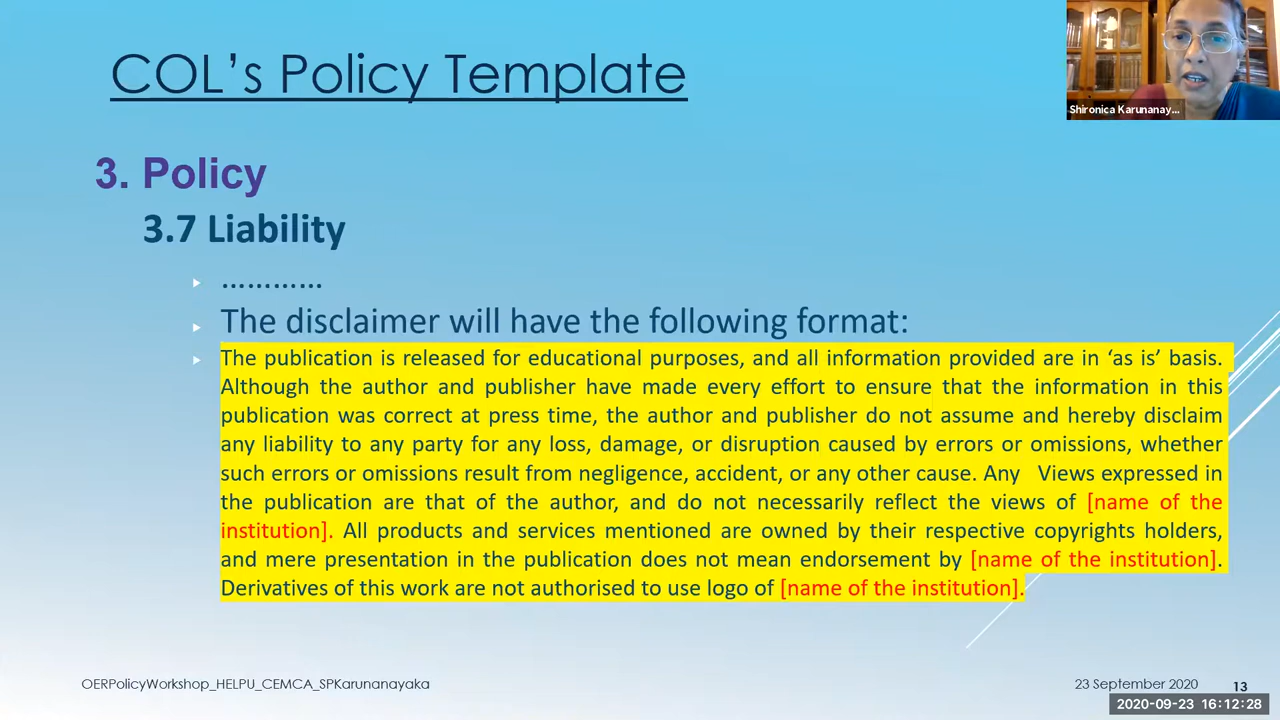 COL's Policy Template
Shironica Karunanay...
3. Policy
3.7 Liability
…………
The disclaimer will have the following format:
The publication is released for educational purposes, and all information provided are in ‘as is’ basis.
Although the author and publisher have made every effort to ensure that the information in this
publication was correct at press time, the author and publisher do not assume and hereby disclaim
any liability to any party for any loss, damage, or disruption caused by errors or omissions, whether
such errors or omissions result from negligence, accident, or any other cause. Any Views expressed in
the publication are that of the author, and do not necessarily reflect the views of [name of the
institution]. All products and services mentioned are owned by their respective copyrights holders,
and mere presentation in the publication does not mean endorsement by [name of the institution].
Derivatives of this work are not authorised to use logo of [name of the institution].
OERPolicyWorkshop_HELPU_CEMCA_SPKarunanayaka
23 September 2020
13
2020-09-23 16:12:28